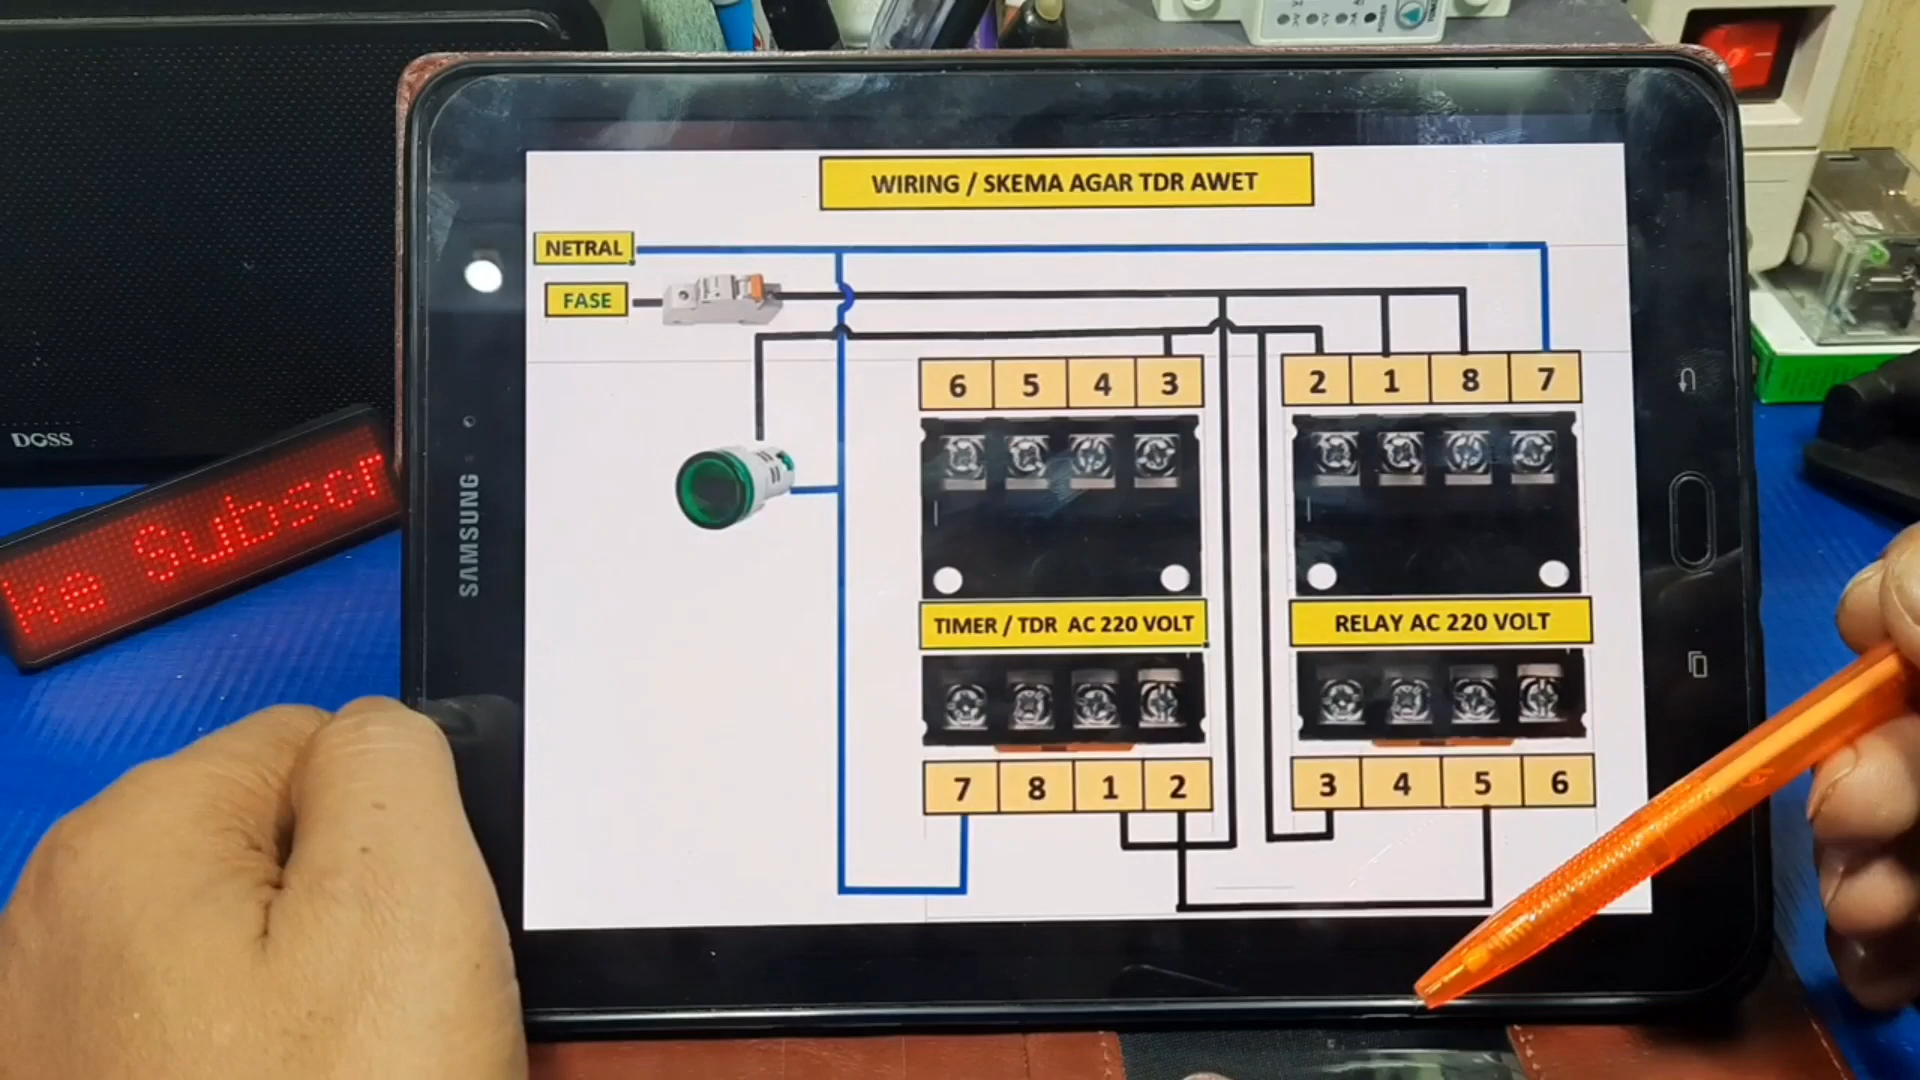 WIRING / SKEMA AGAR TDR AWET
NETRAL
FASE
6 5 4 3
2 1 8 7
TIMER / TDR AC 220 VOLT
RELAY AC 220 VOLT
7 8 1 2
3 4 5 6
SAMSUNG
DOSS
ke Subscr